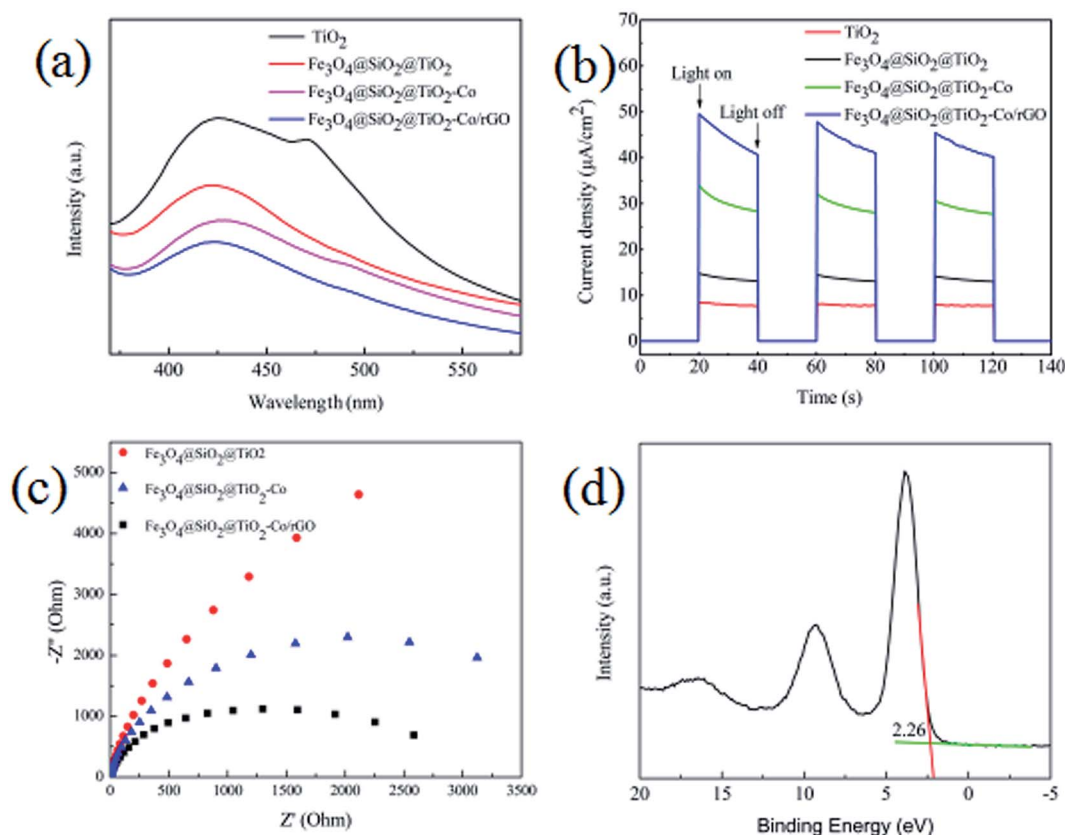 (a)
TiO2
Fe3O4@SiO2@TiO2
Fe3O4@SiO2@TiO2-Co
Fe3O4@SiO2@TiO2-Co/rGO
Intensity (a.u.)
400 450 500 550
Wavelength (nm)
(b)
TiO2
Fe3O4@SiO2@TiO2
Fe3O4@SiO2@TiO2-Co
Fe3O4@SiO2@TiO2-Co/rGO
Light on
Light off
Current density (μA/cm²)
70
60
50
40
30
20
10
0
0 20 40 60 80 100 120 140
Time (s)
(c)
Fe3O4@SiO2@TiO2
Fe3O4@SiO2@TiO2-Co
Fe3O4@SiO2@TiO2-Co/rGO
-Z" (Ohm)
5000
4000
3000
2000
1000
0
0 500 1000 1500 2000 2500 3000 3500
Z' (Ohm)
(d)
Intensity (a.u.)
2.26
20 15 10 5 0 -5
Binding Energy (eV)